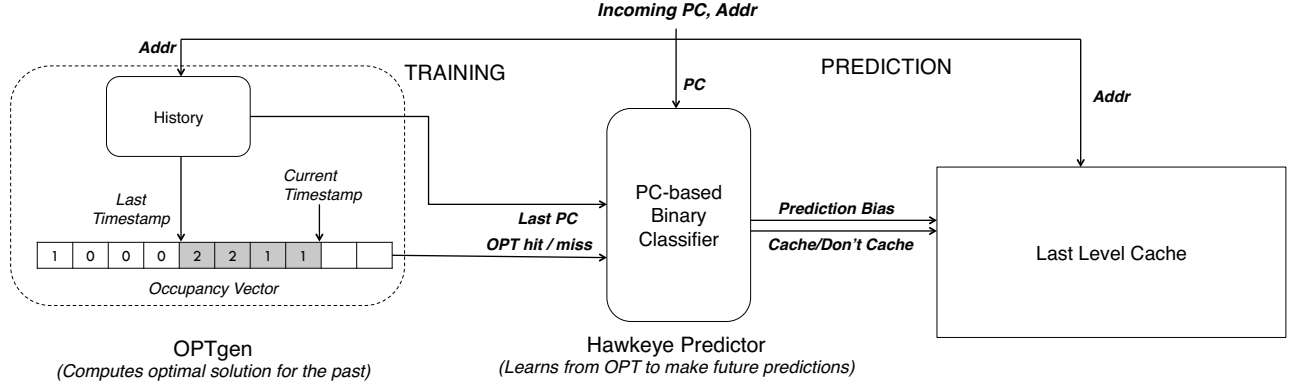 Incoming PC, Addr
Addr
TRAINING
PREDICTION
PC
Addr
History
Last
Timestamp
Current
Timestamp
PC-based
Binary
Classifier
Last PC
OPT hit / miss
Prediction Bias
Cache/Don't Cache
Last Level Cache
1 0 0 0 2 2 1 1
Occupancy Vector
OPTgen
(Computes optimal solution for the past)
Hawkeye Predictor
(Learns from OPT to make future predictions)